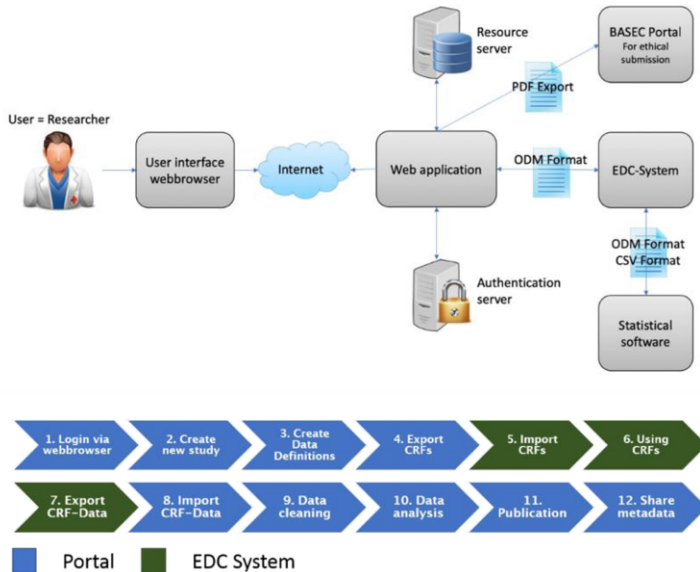 Resource
server
BASEC Portal
For ethical
submission
PDF Export
User = Researcher
User interface
webbrowser
Internet
Web application
ODM Format
EDC-System
ODM Format
CSV Format
Authentication
server
Statistical
software
1. Login via
webbrowser
2. Create
new study
3. Create
Data
Definitions
4. Export
CRFs
5. Import
CRFs
6. Using
CRFs
7. Export
CRF-Data
8. Import
CRF-Data
9. Data
cleaning
10. Data
analysis
11.
Publication
12. Share
metadata
Portal
EDC System